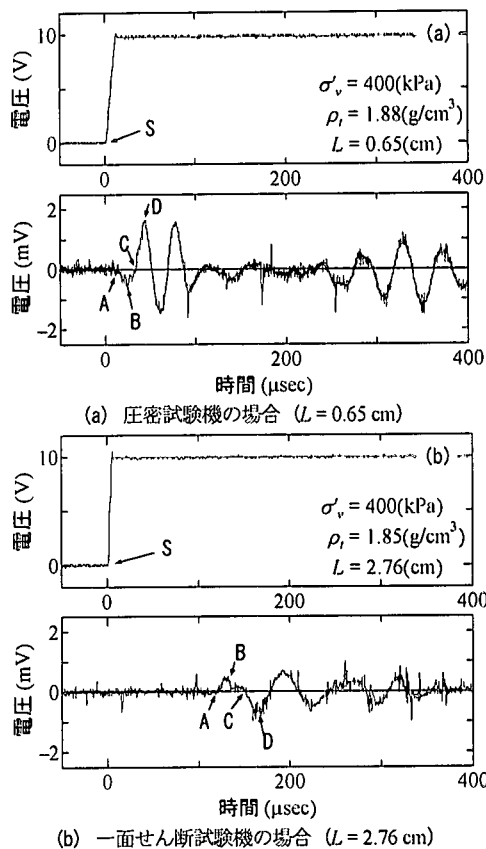 電圧 (V)
10
0
(a)
S
σ'v = 400(kPa)
ρt = 1.88(g/cm³)
L = 0.65(cm)
0
200
400
電圧 (mV)
2
0
−2
A
B
C
D
0
200
400
時間 (μsec)
(a) 圧密試験機の場合 (L = 0.65 cm)
電圧 (V)
10
0
(b)
S
σ'v = 400(kPa)
ρt = 1.85(g/cm³)
L = 2.76(cm)
0
200
400
電圧 (mV)
2
0
-2
A
B
C
D
0
200
400
時間 (μsec)
(b) 一面せん断試験機の場合 (L = 2.76 cm)